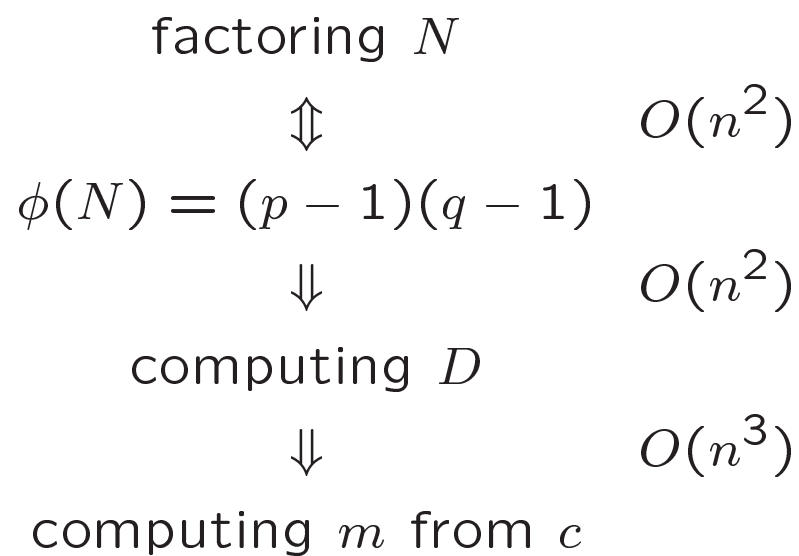 factoring N
⇕ O(n²)
ϕ(N) = (p − 1)(q − 1)
⇓ O(n²)
computing D
⇓ O(n³)
computing m from c